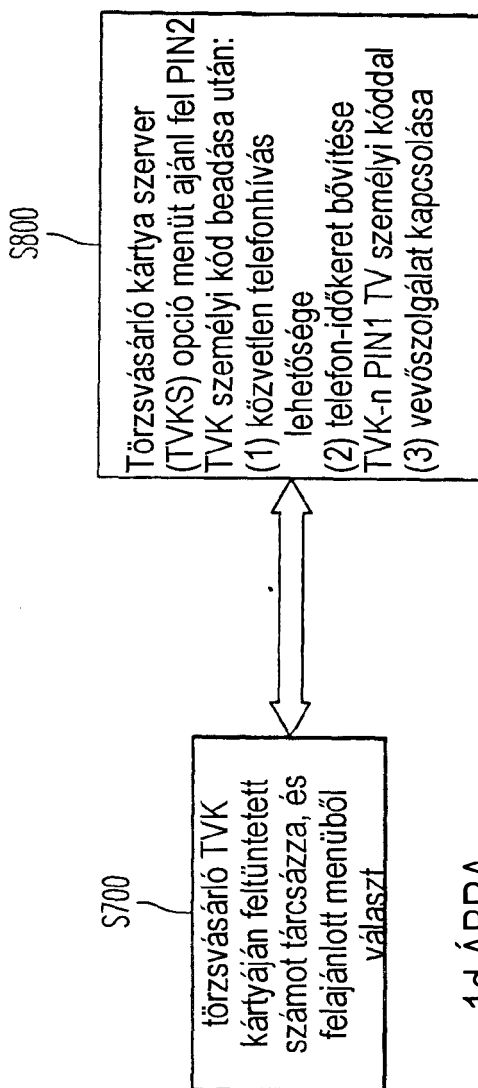 S700
törzsvásárló TVK
kártyáján feltüntetett
számot tárcsázza, és
felajánlott menüből
választ
S800
Törzsvásárló kártya szerver
(TVKS) opció menüt ajánl fel PIN2
TVK személyi kód beadása után:
(1) közvetlen telefonhívás
lehetősége
(2) telefon-időkeret bővítése
TVK-n PIN1 TV személyi kóddal
(3) vevőszolgálat kapcsolása
1d ÁBRA